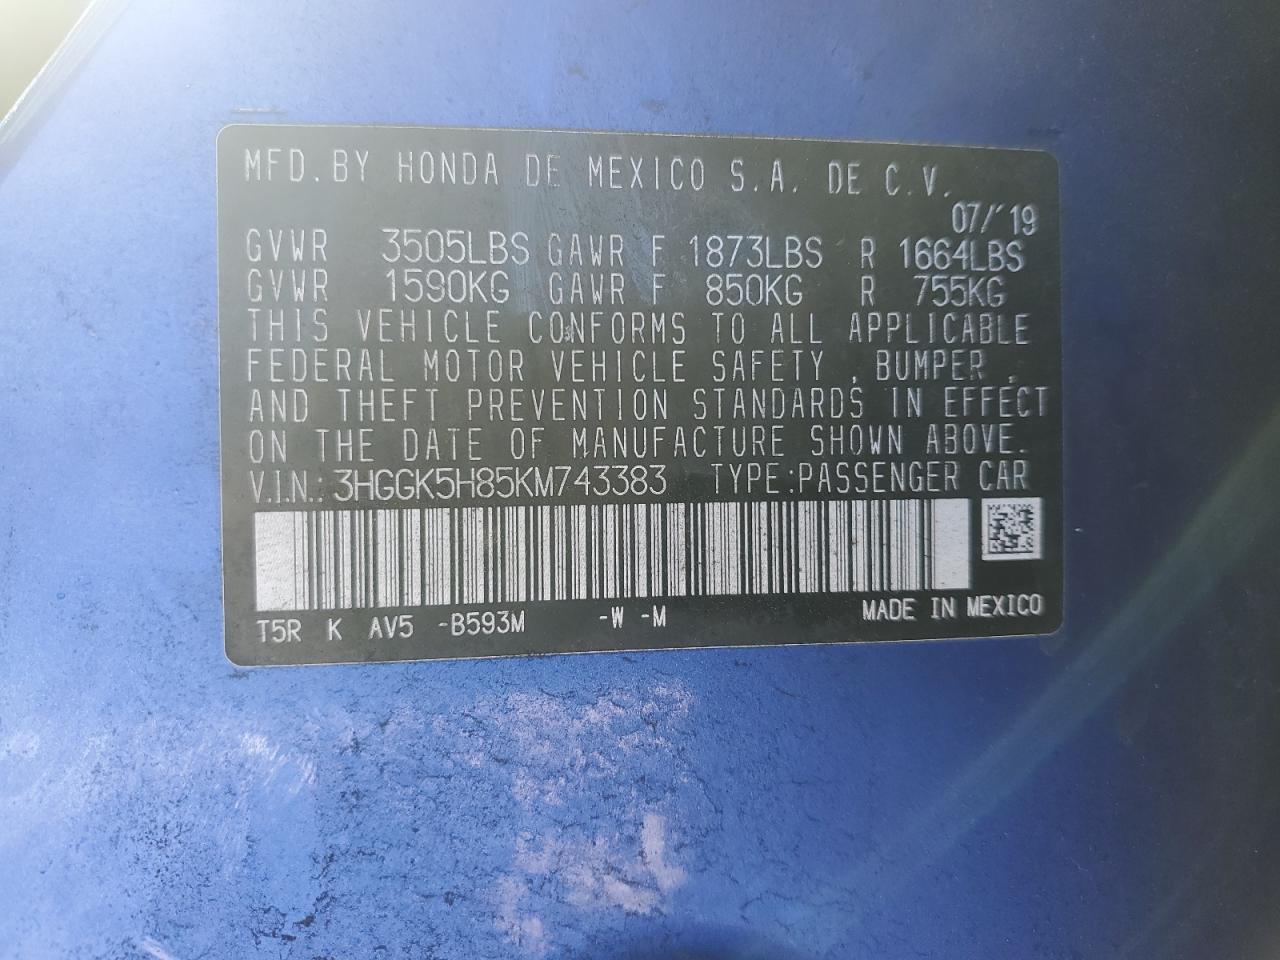 MFD. BY HONDA DE MEXICO S.A. DE C.V.
07/'19
GVWR 3505LBS GAWR F 1873LBS R 1664LBS
GVWR 1590KG GAWR F 850KG R 755KG
THIS VEHICLE CONFORMS TO ALL APPLICABLE
FEDERAL MOTOR VEHICLE SAFETY , BUMPER ,
AND THEFT PREVENTION STANDARDS IN EFFECT
ON THE DATE OF MANUFACTURE SHOWN ABOVE.
V.I.N.: 3HGGK5H85KM743383 TYPE:PASSENGER CAR
T5R K AV5 -B593M -W -M
MADE IN MEXICO